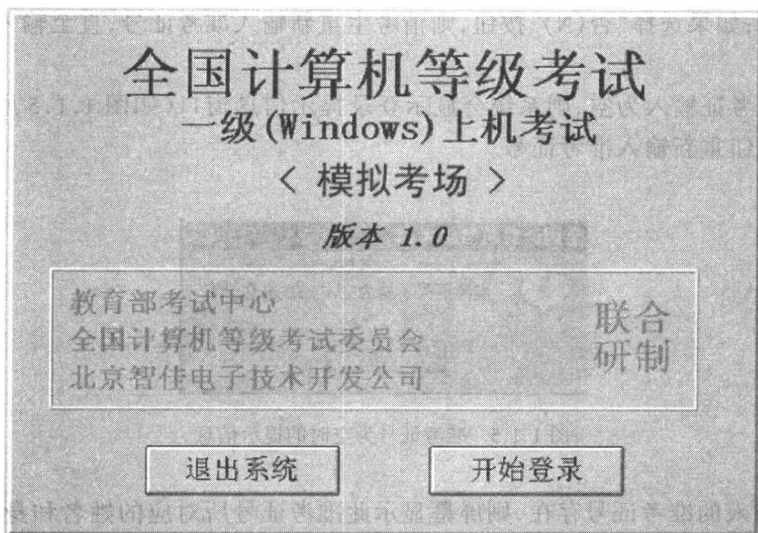 全国计算机等级考试
一级(Windows)上机考试
< 模拟考场 >
版本 1.0
教育部考试中心
全国计算机等级考试委员会
北京智佳电子技术开发公司
联合
研制
退出系统
开始登录